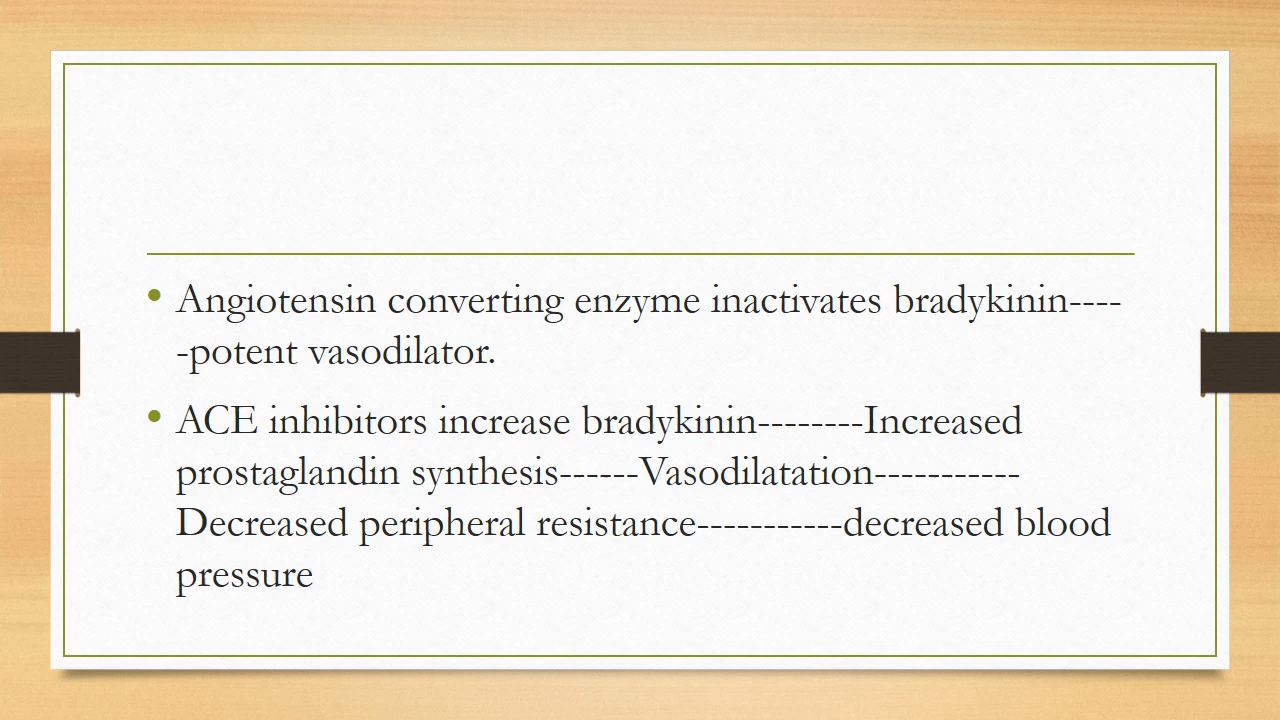 • Angiotensin converting enzyme inactivates bradykinin----
-potent vasodilator.
• ACE inhibitors increase bradykinin--------Increased
prostaglandin synthesis------Vasodilatation-----------
Decreased peripheral resistance-----------decreased blood
pressure